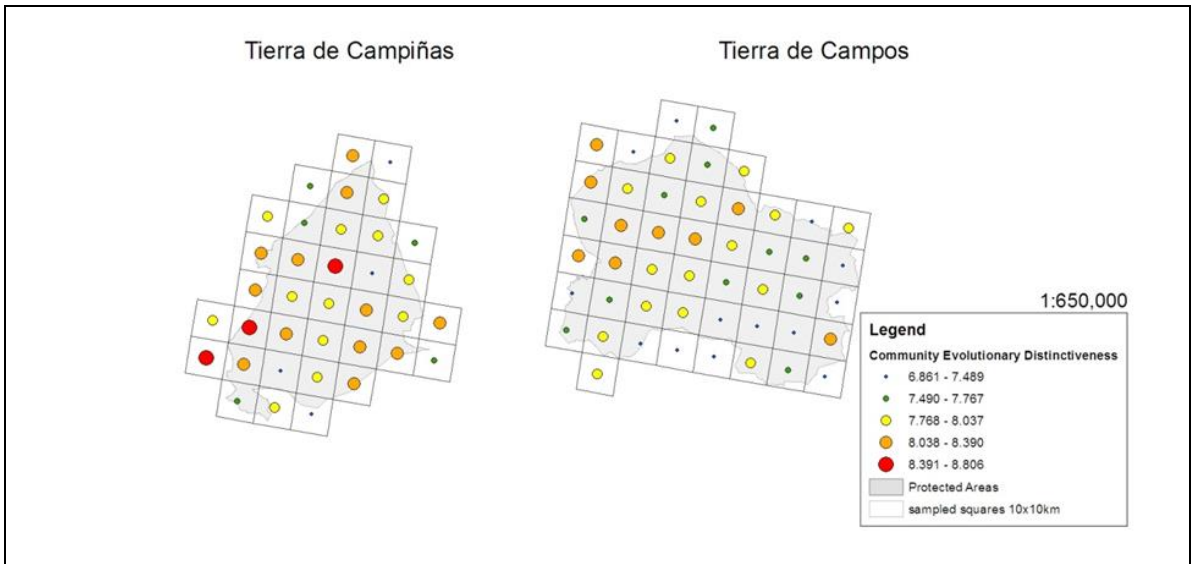 Tierra de Campiñas
Tierra de Campos
1:650,000
Legend
Community Evolutionary Distinctiveness
6.861 - 7.489
7.490 - 7.767
7.768 - 8.037
8.038 - 8.390
8.391 - 8.806
Protected Areas
sampled squares 10x10km